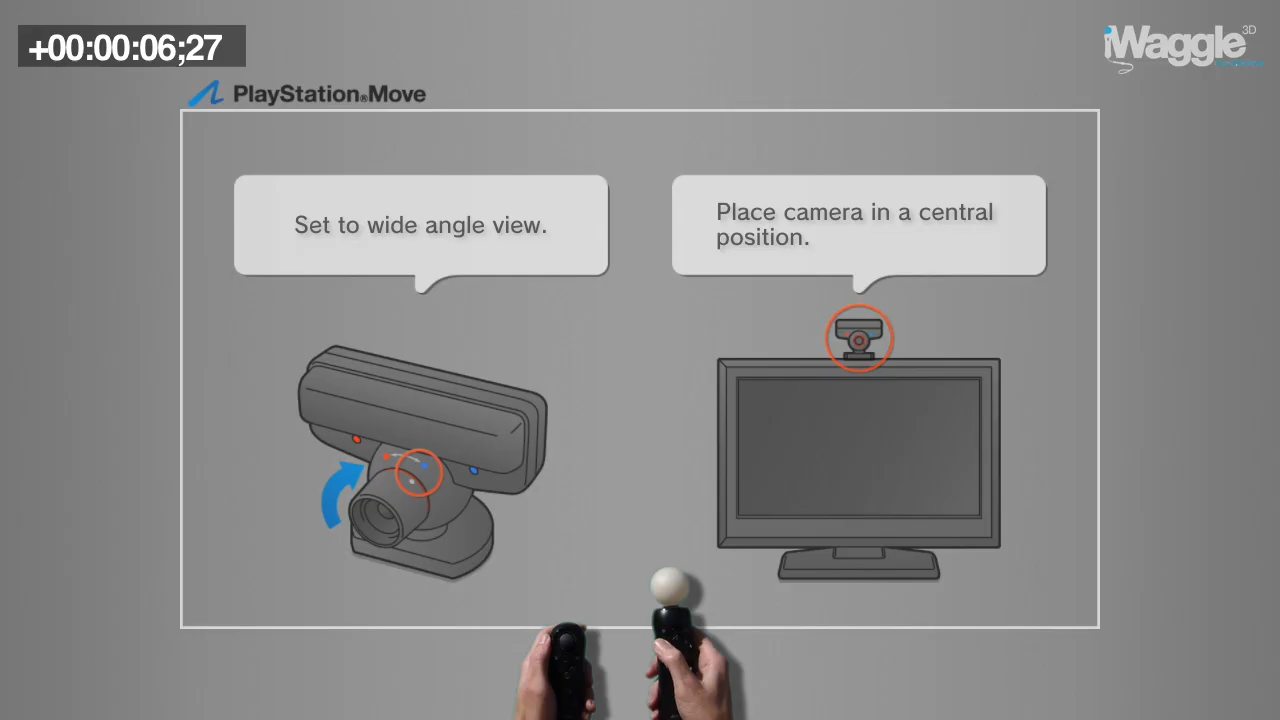 +00:00:06;27
iWaggle 3D
PlayStation®Move
Set to wide angle view.
Place camera in a central
position.